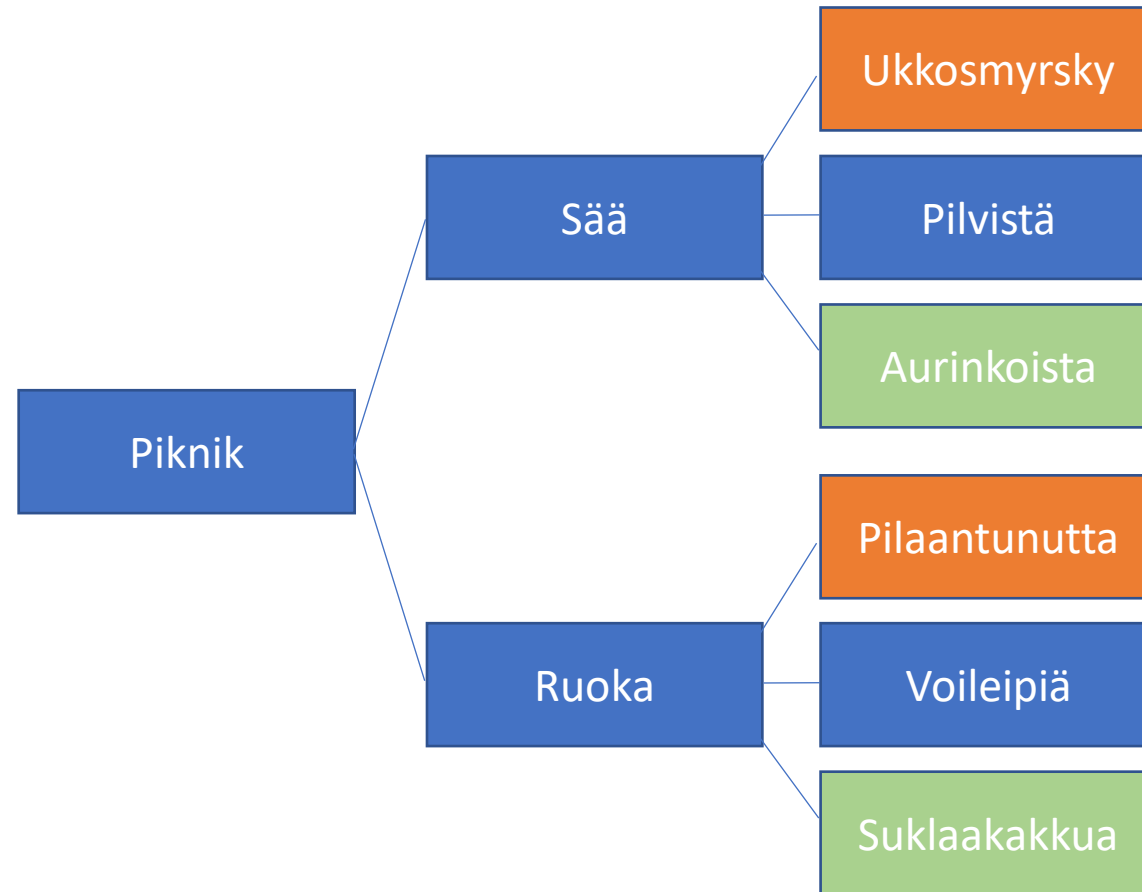 Piknik
Sää
Ukkosmyrsky
Pilvistä
Aurinkoista
Ruoka
Pilaantunutta
Voileipiä
Suklaakakkua